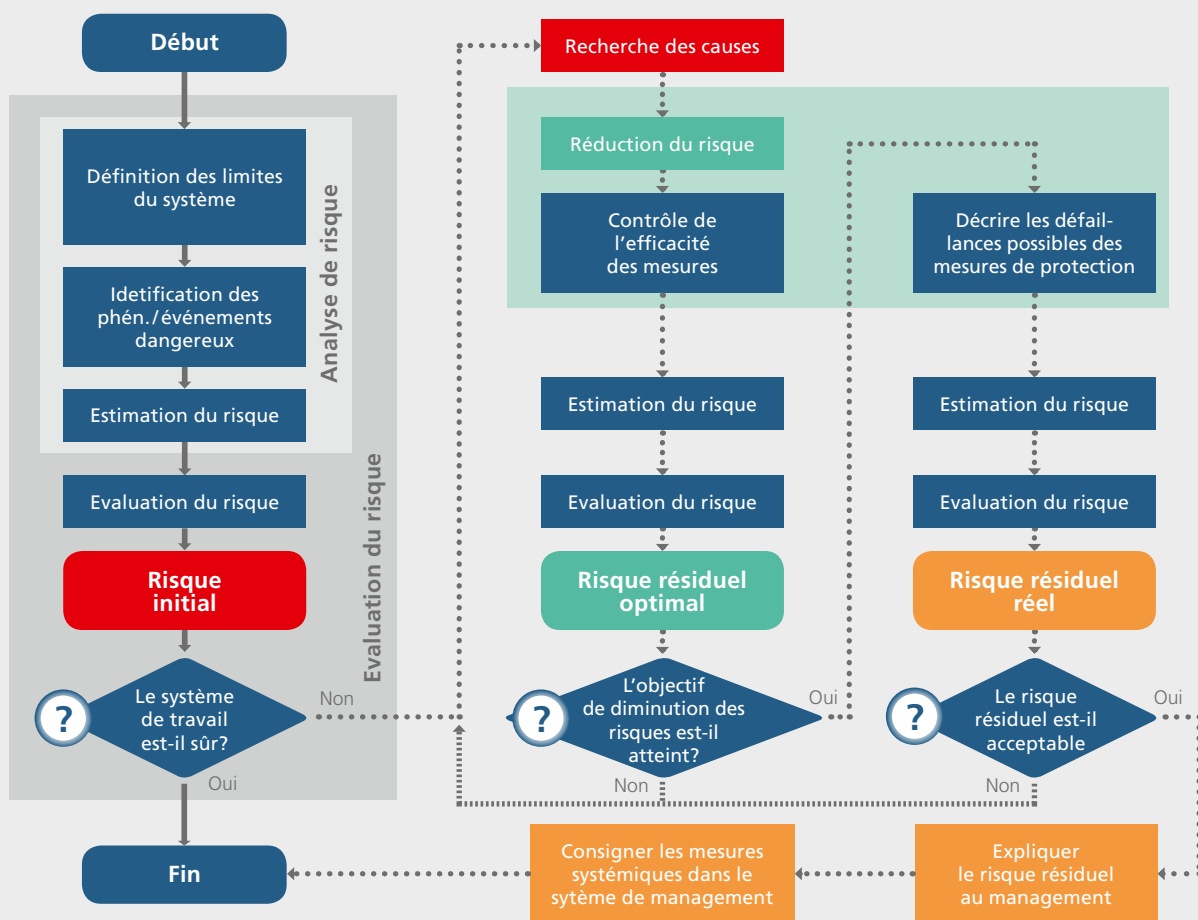 Début
Définition des limites
du système
Idetification des
phén./événements
dangereux
Estimation du risque
Analyse de risque
Evaluation du risque
Evaluation du risque
Risque
initial
?
Le système
de travail
est-il sûr?
Non
Oui
Fin
Recherche des causes
Réduction du risque
Contrôle de
l'efficacité
des mesures
Estimation du risque
Evaluation du risque
Risque résiduel
optimal
?
L'objectif
de diminution des
risques est-il
atteint?
Oui
Non
Décrire les défail-
lances possibles des
mesures de protection
Estimation du risque
Evaluation du risque
Risque résiduel
réel
?
Le risque
résiduel est-il
acceptable
Oui
Non
Expliquer
le risque résiduel
au management
Consigner les mesures
systémiques dans le
sytème de management